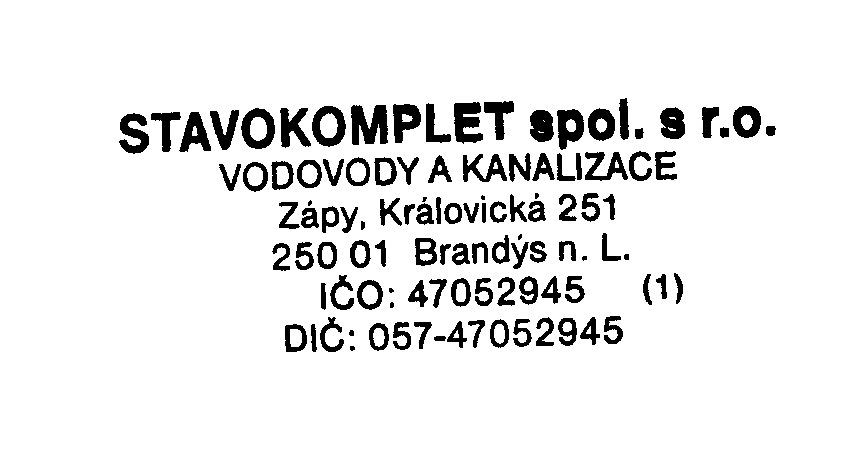 STAVOKOMPLET spol. s r.o.
VODOVODY A KANALIZACE
Zápy, Královická 251
250 01 Brandýs n. L.
IČO: 47052945 (1)
DIČ: 057-47052945